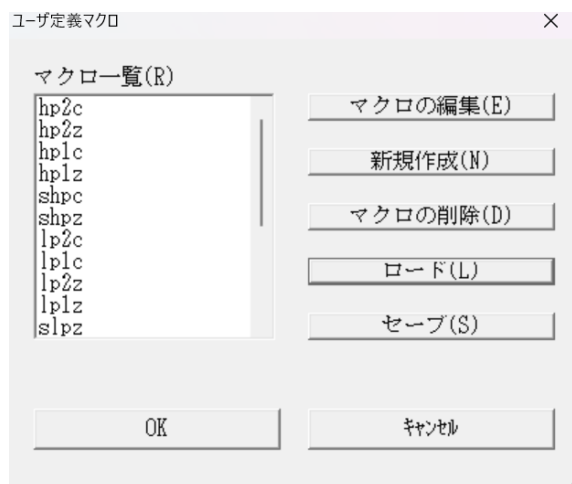 ユーザ定義マクロ
マクロ一覧(R)
hp2c
hp2z
hp1c
hp1z
shpc
shpz
lp2c
lp1c
lp2z
lp1z
slpz
マクロの編集(E)
新規作成(N)
マクロの削除(D)
ロード(L)
セーブ(S)
OK
ｷｬﾝｾﾙ